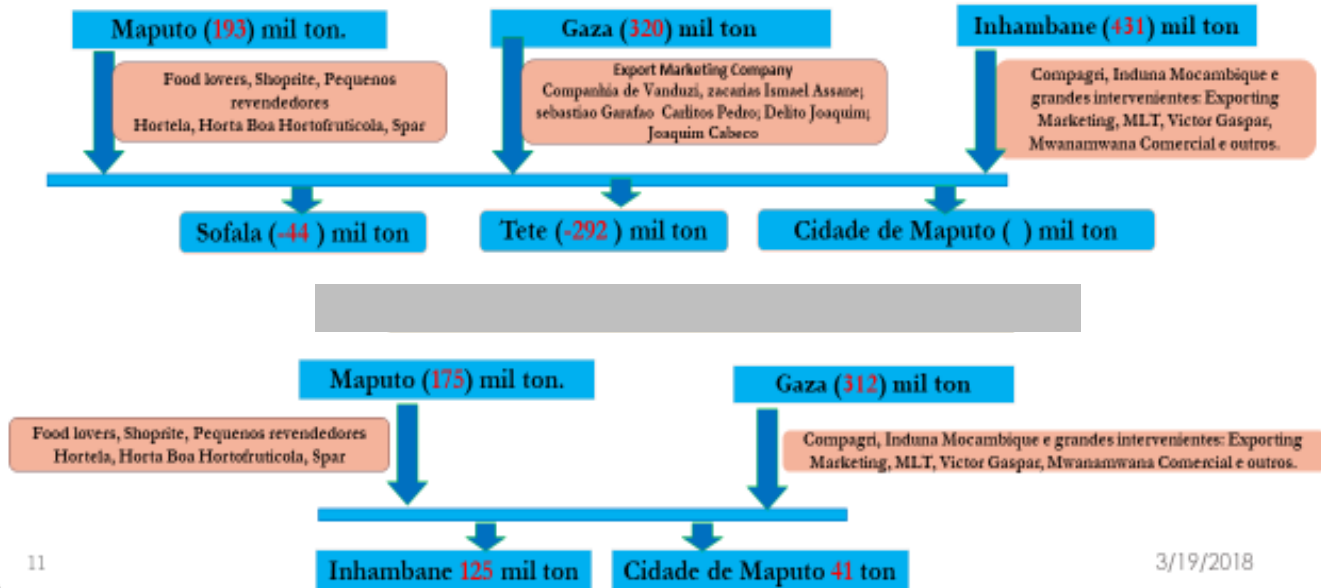 Maputo (193) mil ton.
Gaza (320) mil ton
Inhambane (431) mil ton
Food lovers, Shoprite, Pequenos
revendedores
Hortela, Horta Boa Hortofruticola, Spar
Export Marketing Company
Companhia de Vanduzi, zacarias Ismael Assane;
sebastiao Garafao Carlitos Pedro; Delito Joaquim;
Joaquim Cabeco
Compagri, Induna Mocambique e
grandes intervenientes: Exporting
Marketing, MLT, Victor Gaspar,
Mwanamwana Comercial e outros.
Sofala (-44 ) mil ton
Tete (-292 ) mil ton
Cidade de Maputo ( ) mil ton
Maputo (175) mil ton.
Gaza (312) mil ton
Food lovers, Shoprite, Pequenos revendedores
Hortela, Horta Boa Hortofruticola, Spar
Compagri, Induna Mocambique e grandes intervenientes: Exporting
Marketing, MLT, Victor Gaspar, Mwanamwana Comercial e outros.
Inhambane 125 mil ton
Cidade de Maputo 41 ton
11
3/19/2018